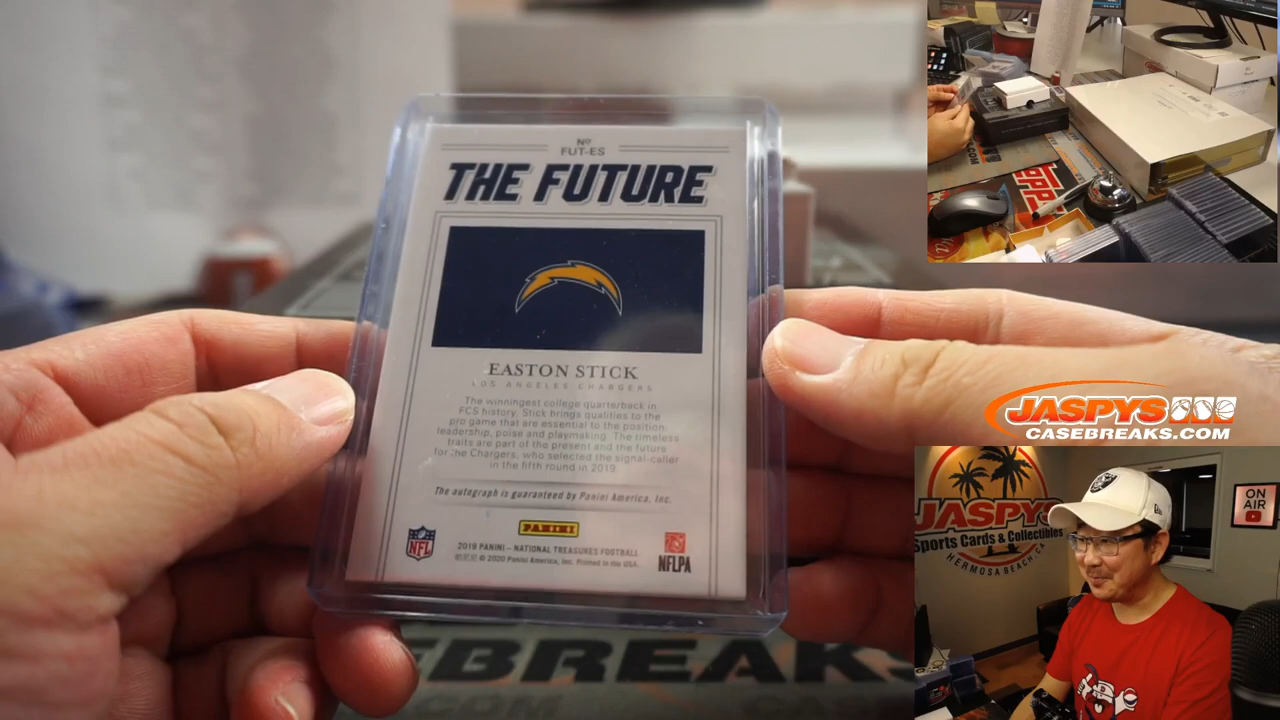 Nº
FUT-ES
THE FUTURE
EASTON STICK
LOS ANGELES CHARGERS
The winningest college quarterback in
FCS history, Stick brings qualities to the
pro game that are essential to the position:
leadership, poise and playmaking. The timeless
traits are part of the present and the future
for the Chargers, who selected the signal-caller
in the fifth round in 2019.
The autograph is guaranteed by Panini America, Inc.
PANINI
NFL
2019 PANINI – NATIONAL TREASURES FOOTBALL
© 2020 Panini America, Inc. Printed in the USA.
NFLPA
EBREAK
.COM
TOPPS
JASPYS
CASEBREAKS.COM
JASPYS
Sports Cards & Collectibles
HERMOSA BEACH, CA
ON
AIR